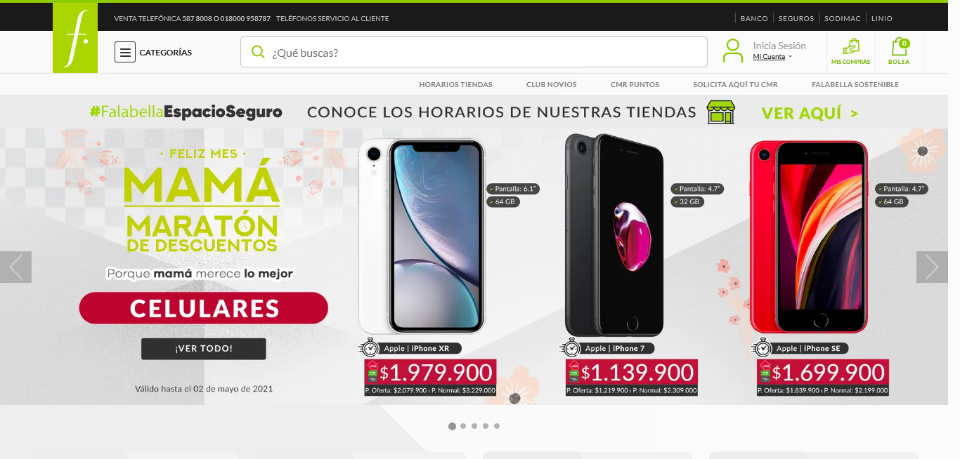 VENTA TELEFÓNICA 587 8008 O 018000 958787 TELÉFONOS SERVICIO AL CLIENTE
BANCO SEGUROS SODIMAC LINIO
f.
CATEGORÍAS
¿Qué buscas?
Inicia Sesión
Mi Cuenta
MIS COMPRAS
0
BOLSA
HORARIOS TIENDAS CLUB NOVIOS CMR PUNTOS SOLICITA AQUÍ TU CMR FALABELLA SOSTENIBLE
#FalabellaEspacioSeguro CONOCE LOS HORARIOS DE NUESTRAS TIENDAS VER AQUÍ >
· FELIZ MES ·
MAMÁ
MARATÓN
DE DESCUENTOS
Porque mamá merece lo mejor
CELULARES
¡VER TODO!
Válido hasta el 02 de mayo de 2021
Pantalla: 6.1"
64 GB
Apple | iPhone XR
$1.979.900
P. Oferta: $2.079.900 - P. Normal: $3.229.000
Pantalla: 4.7"
32 GB
Apple | iPhone 7
$1.139.900
P. Oferta: $1.219.900 - P. Normal: $2.309.000
Pantalla: 4.7"
64 GB
Apple | iPhone SE
$1.699.900
P. Oferta: $1.839.900 - P. Normal: $2.199.000